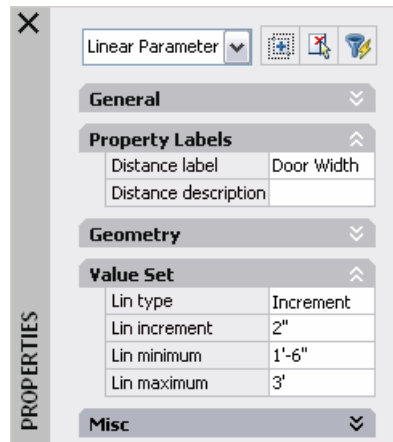 Linear Parameter
General
Property Labels
Distance label Door Width
Distance description
Geometry
Value Set
Lin type Increment
Lin increment 2"
Lin minimum 1'-6"
Lin maximum 3'
Misc
PROPERTIES